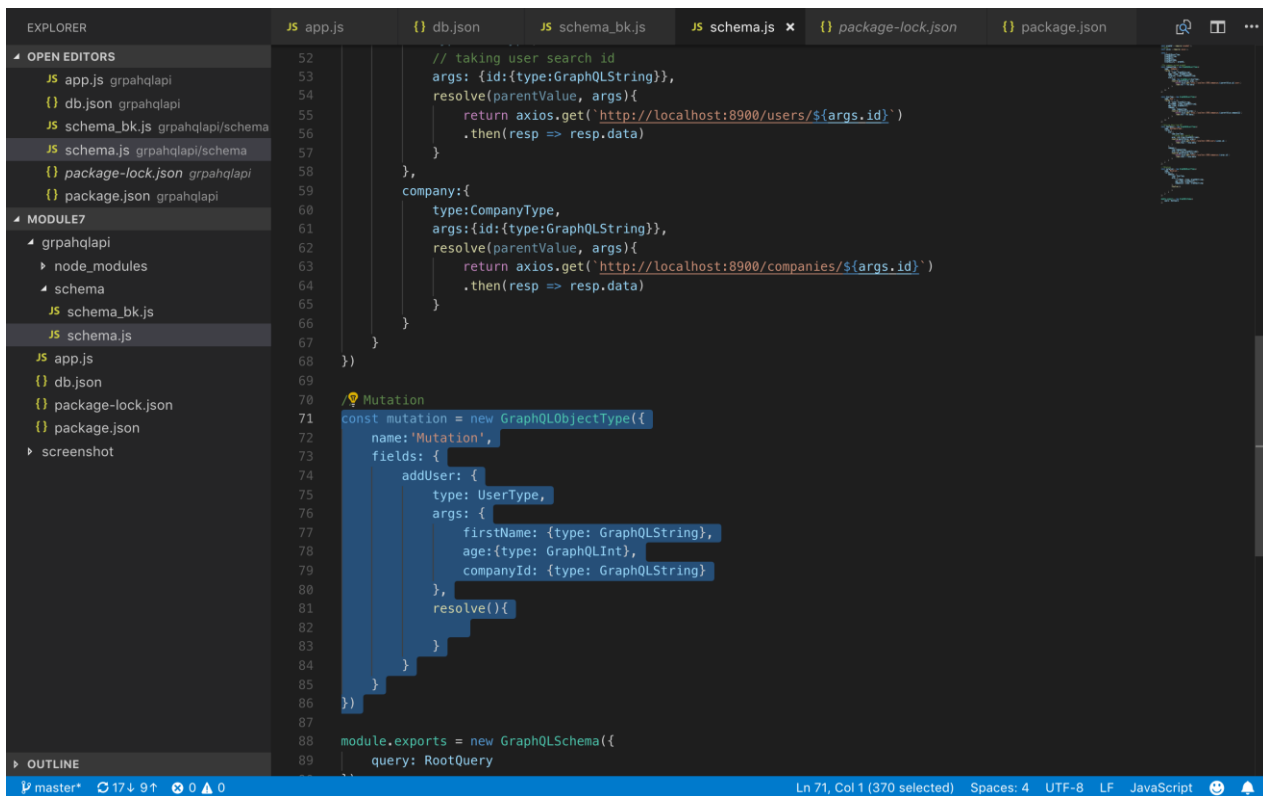 EXPLORER
JS app.js
{} db.json
JS schema_bk.js
JS schema.js ×
{} package-lock.json
{} package.json
OPEN EDITORS
JS app.js grpahqlapi
{} db.json grpahqlapi
JS schema_bk.js grpahqlapi/schema
JS schema.js grpahqlapi/schema
{} package-lock.json grpahqlapi
{} package.json grpahqlapi
MODULE7
grpahqlapi
node_modules
schema
JS schema_bk.js
JS schema.js
JS app.js
{} db.json
{} package-lock.json
{} package.json
screenshot
OUTLINE
52 // taking user search id
53 args: {id:{type:GraphQLString}},
54 resolve(parentValue, args){
55 return axios.get(`http://localhost:8900/users/${args.id}`)
56 .then(resp => resp.data)
57 }
58 },
59 company:{
60 type:CompanyType,
61 args:{id:{type:GraphQLString}},
62 resolve(parentValue, args){
63 return axios.get(`http://localhost:8900/companies/${args.id}`)
64 .then(resp => resp.data)
65 }
66 }
67 }
68 })
69
70 / Mutation
71 const mutation = new GraphQLObjectType({
72 name:'Mutation',
73 fields: {
74 addUser: {
75 type: UserType,
76 args: {
77 firstName: {type: GraphQLString},
78 age:{type: GraphQLInt},
79 companyId: {type: GraphQLString}
80 },
81 resolve(){
82
83 }
84 }
85 }
86 })
87
88 module.exports = new GraphQLSchema({
89 query: RootQuery
master* 17↓ 9↑ 0 0
Ln 71, Col 1 (370 selected) Spaces: 4 UTF-8 LF JavaScript